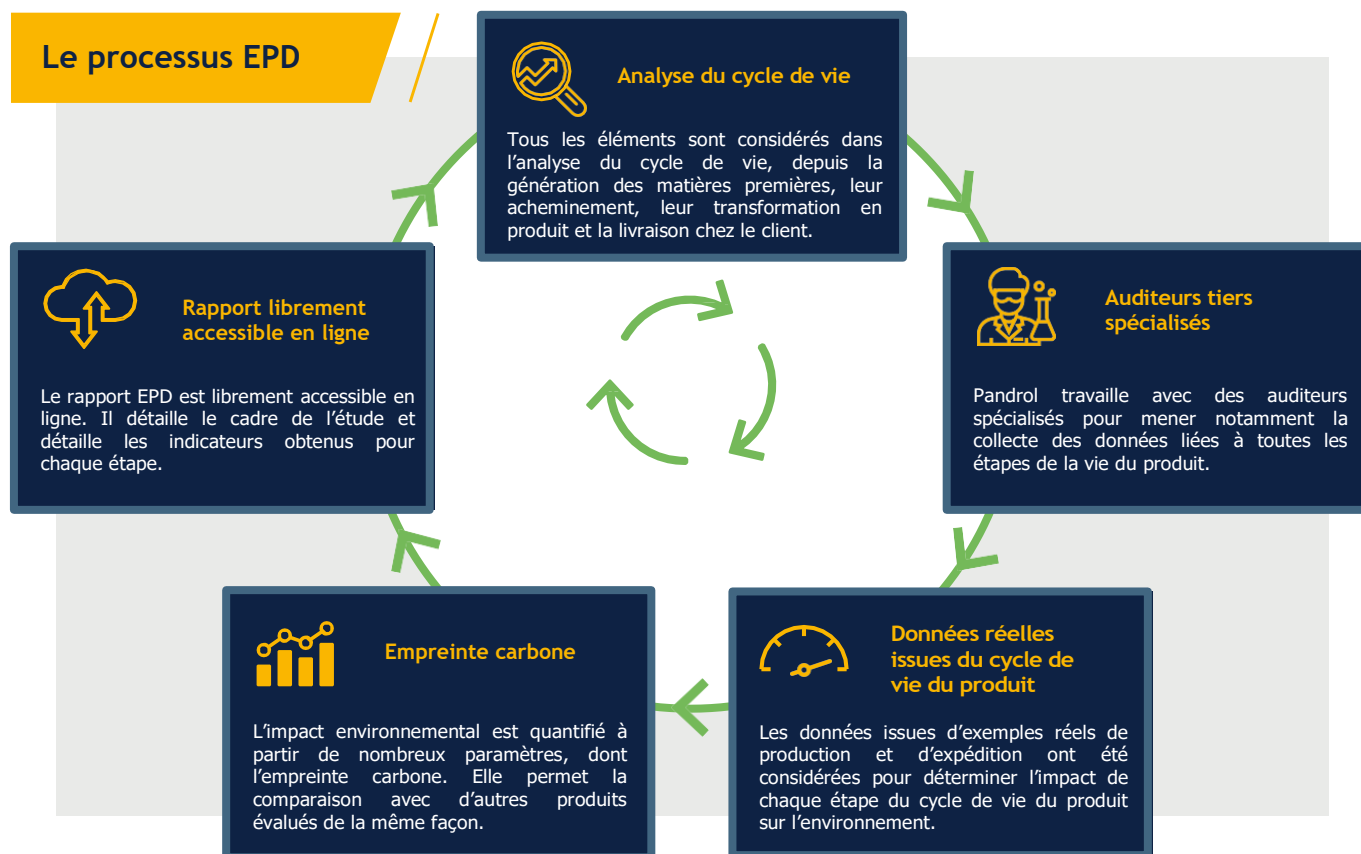 Le processus EPD
Analyse du cycle de vie
Tous les éléments sont considérés dans
l’analyse du cycle de vie, depuis la
génération des matières premières, leur
acheminement, leur transformation en
produit et la livraison chez le client.
Auditeurs tiers
spécialisés
Pandrol travaille avec des auditeurs
spécialisés pour mener notamment la
collecte des données liées à toutes les
étapes de la vie du produit.
Données réelles
issues du cycle de
vie du produit
Les données issues d’exemples réels de
production et d’expédition ont été
considérées pour déterminer l’impact de
chaque étape du cycle de vie du produit
sur l’environnement.
Empreinte carbone
L’impact environnemental est quantifié à
partir de nombreux paramètres, dont
l’empreinte carbone. Elle permet la
comparaison avec d’autres produits
évalués de la même façon.
Rapport librement
accessible en ligne
Le rapport EPD est librement accessible en
ligne. Il détaille le cadre de l’étude et
détaille les indicateurs obtenus pour
chaque étape.